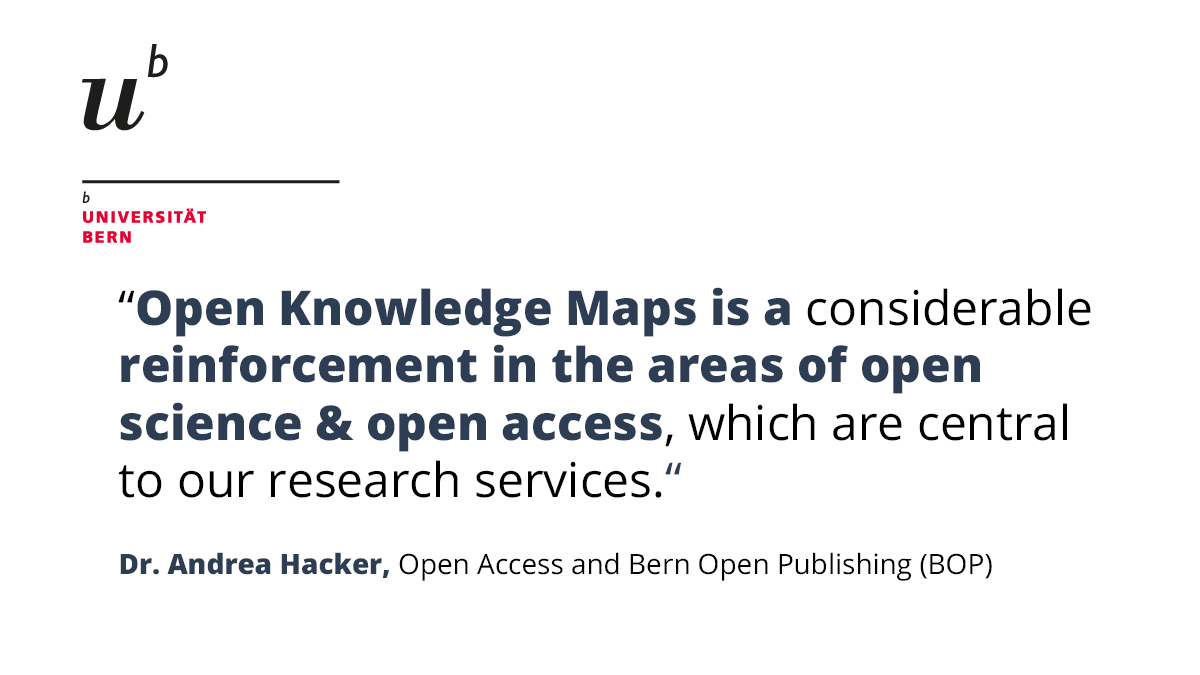 u b
b
UNIVERSITÄT
BERN
“Open Knowledge Maps is a considerable
reinforcement in the areas of open
science & open access, which are central
to our research services.“
Dr. Andrea Hacker, Open Access and Bern Open Publishing (BOP)